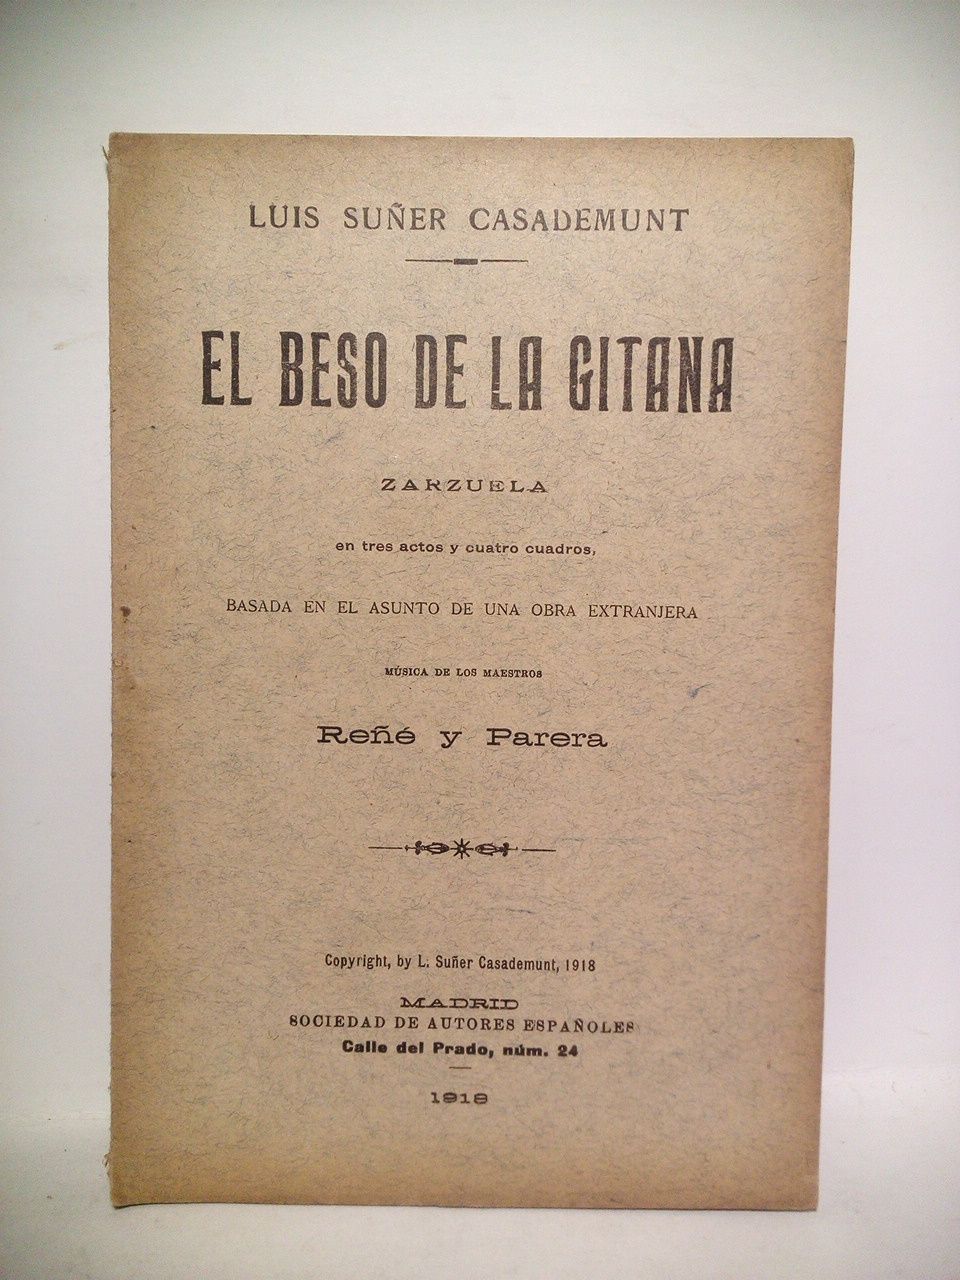 LUIS SUÑER CASADEMUNT
EL BESO DE LA GITANA
ZARZUELA
en tres actos y cuatro cuadros,
BASADA EN EL ASUNTO DE UNA OBRA EXTRANJERA
MÚSICA DE LOS MAESTROS
Reñé y Parera
Copyright, by L. Suñer Casademunt, 1918
MADRID
SOCIEDAD DE AUTORES ESPAÑOLES
Calle del Prado, núm. 24
1918